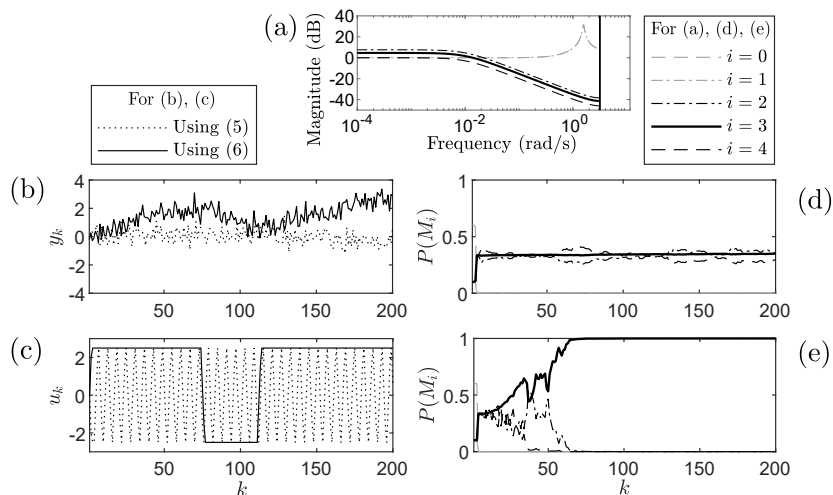 (a)
Magnitude (dB)
40
20
0
-20
-40
10^-4
10^-2
10^0
Frequency (rad/s)
For (a), (d), (e)
i = 0
i = 1
i = 2
i = 3
i = 4
For (b), (c)
Using (5)
Using (6)
(b)
y_k
4
2
0
-2
-4
50
100
150
200
(d)
P(M_i)
1
0.5
0
50
100
150
200
(c)
u_k
2
0
-2
50
100
150
200
k
(e)
P(M_i)
1
0.5
0
50
100
150
200
k